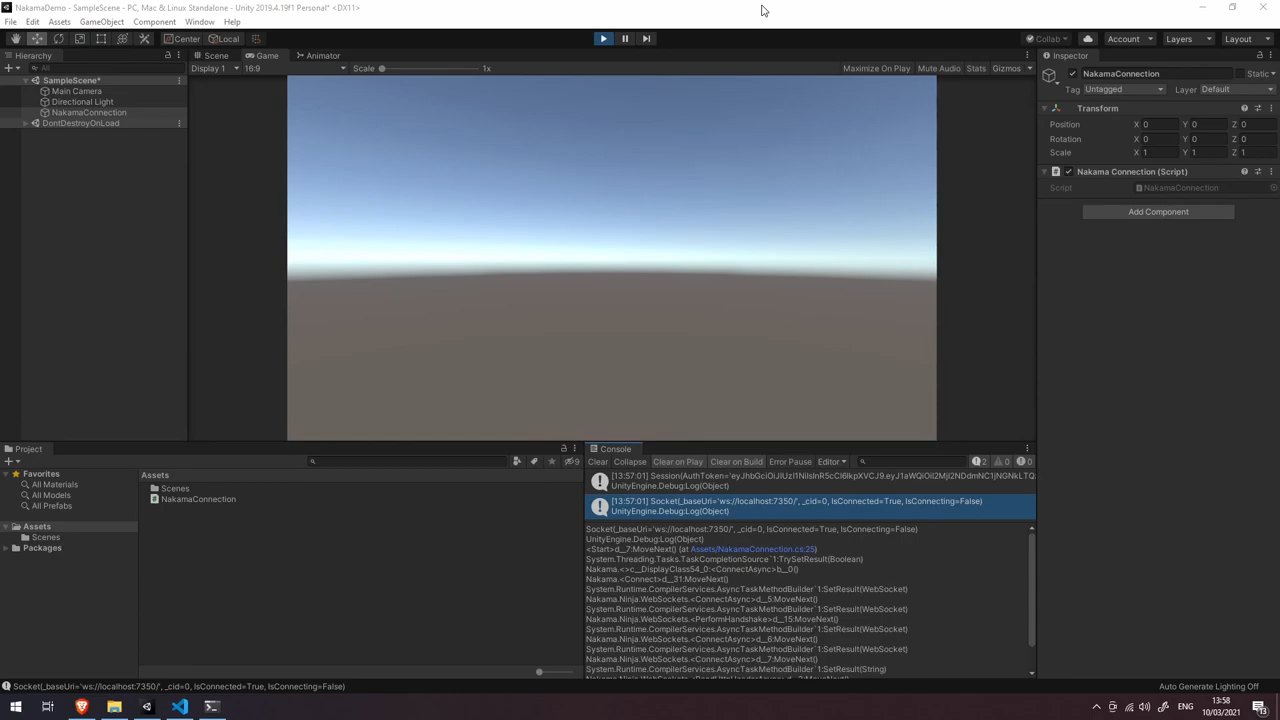 NakamaDemo - SampleScene - PC, Mac & Linux Standalone - Unity 2019.4.19f1 Personal* <DX11>
File Edit Assets GameObject Component Window Help
Center Local Collab Account Layers Layout
Hierarchy Scene Game Animator Inspector
All Display 1 16:9 Scale 1x Maximize On Play Mute Audio Stats Gizmos
NakamaConnection Static
SampleScene*
Tag Untagged Layer Default
Main Camera
Directional Light
Transform
NakamaConnection
DontDestroyOnLoad
Position X 0 Y 0 Z 0
Rotation X 0 Y 0 Z 0
Scale X 1 Y 1 Z 1
Nakama Connection (Script)
Script NakamaConnection
Add Component
Project
9
Favorites
All Materials
All Models
All Prefabs
Assets
Scenes
Packages
Assets
Scenes
NakamaConnection
Console
Clear Collapse Clear on Play Clear on Build Error Pause Editor 2 0 0
UnityEngine.Debug:Log(Object)
[13:57:01] Socket(_baseUri='ws://localhost:7350/', _cid=0, IsConnected=True, IsConnecting=False)
UnityEngine.Debug:Log(Object)
Socket(_baseUri='ws://localhost:7350/', _cid=0, IsConnected=True, IsConnecting=False)
UnityEngine.Debug:Log(Object)
<Start>d__7:MoveNext() (at Assets/NakamaConnection.cs:25)
System.Threading.Tasks.TaskCompletionSource`1:TrySetResult(Boolean)
Nakama.<>c__DisplayClass54_0:<ConnectAsync>b__0()
Nakama.<Connect>d__31:MoveNext()
System.Runtime.CompilerServices.AsyncTaskMethodBuilder`1:SetResult(WebSocket)
Nakama.Ninja.WebSockets.<ConnectAsync>d__5:MoveNext()
System.Runtime.CompilerServices.AsyncTaskMethodBuilder`1:SetResult(WebSocket)
Nakama.Ninja.WebSockets.<PerformHandshake>d__15:MoveNext()
System.Runtime.CompilerServices.AsyncTaskMethodBuilder`1:SetResult(WebSocket)
Nakama.Ninja.WebSockets.<ConnectAsync>d__6:MoveNext()
System.Runtime.CompilerServices.AsyncTaskMethodBuilder`1:SetResult(WebSocket)
Nakama.Ninja.WebSockets.<ConnectAsync>d__7:MoveNext()
System.Runtime.CompilerServices.AsyncTaskMethodBuilder`1:SetResult(String)
Socket(_baseUri='ws://localhost:7350/', _cid=0, IsConnected=True, IsConnecting=False)
Auto Generate Lighting Off
ENG
13:58
10/03/2021